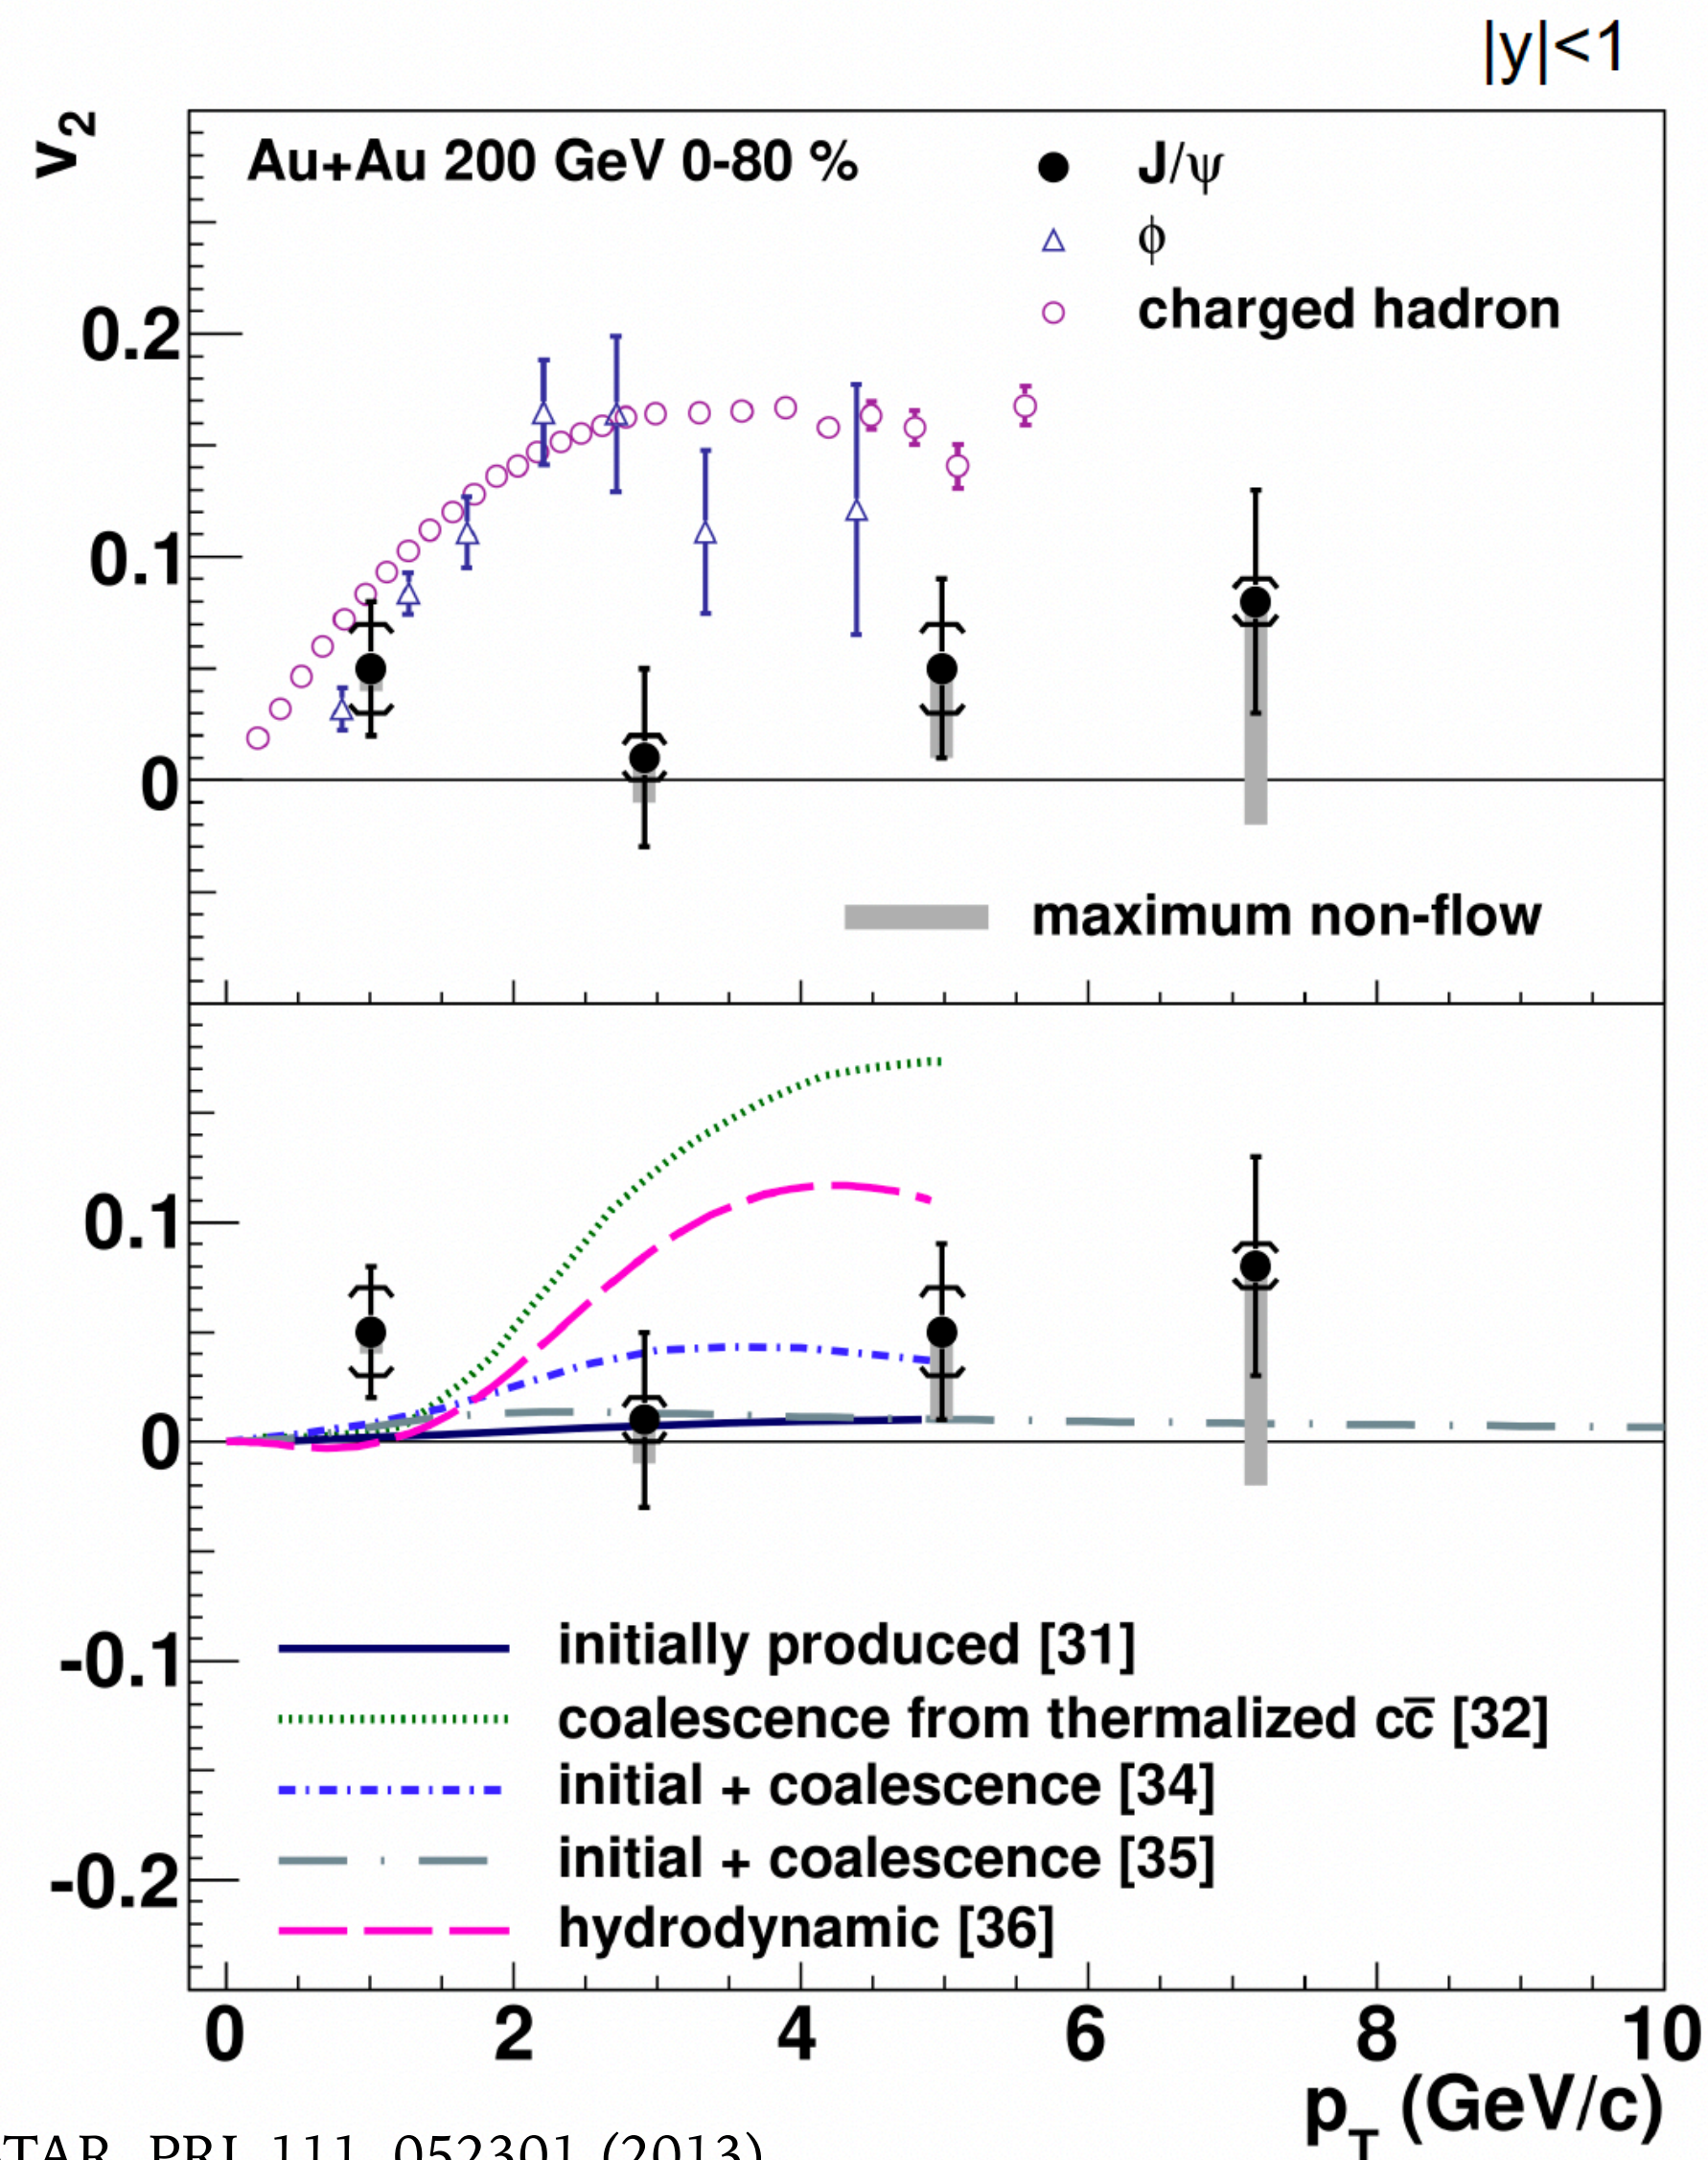 |y|<1
v2
Au+Au 200 GeV 0-80 %
J/ψ
ϕ
charged hadron
0.2
0.1
0
maximum non-flow
0.1
0
-0.1
-0.2
initially produced [31]
coalescence from thermalized cc̅ [32]
initial + coalescence [34]
initial + coalescence [35]
hydrodynamic [36]
0 2 4 6 8 10
pT (GeV/c)
TAR, PRL 111, 052301 (2013)